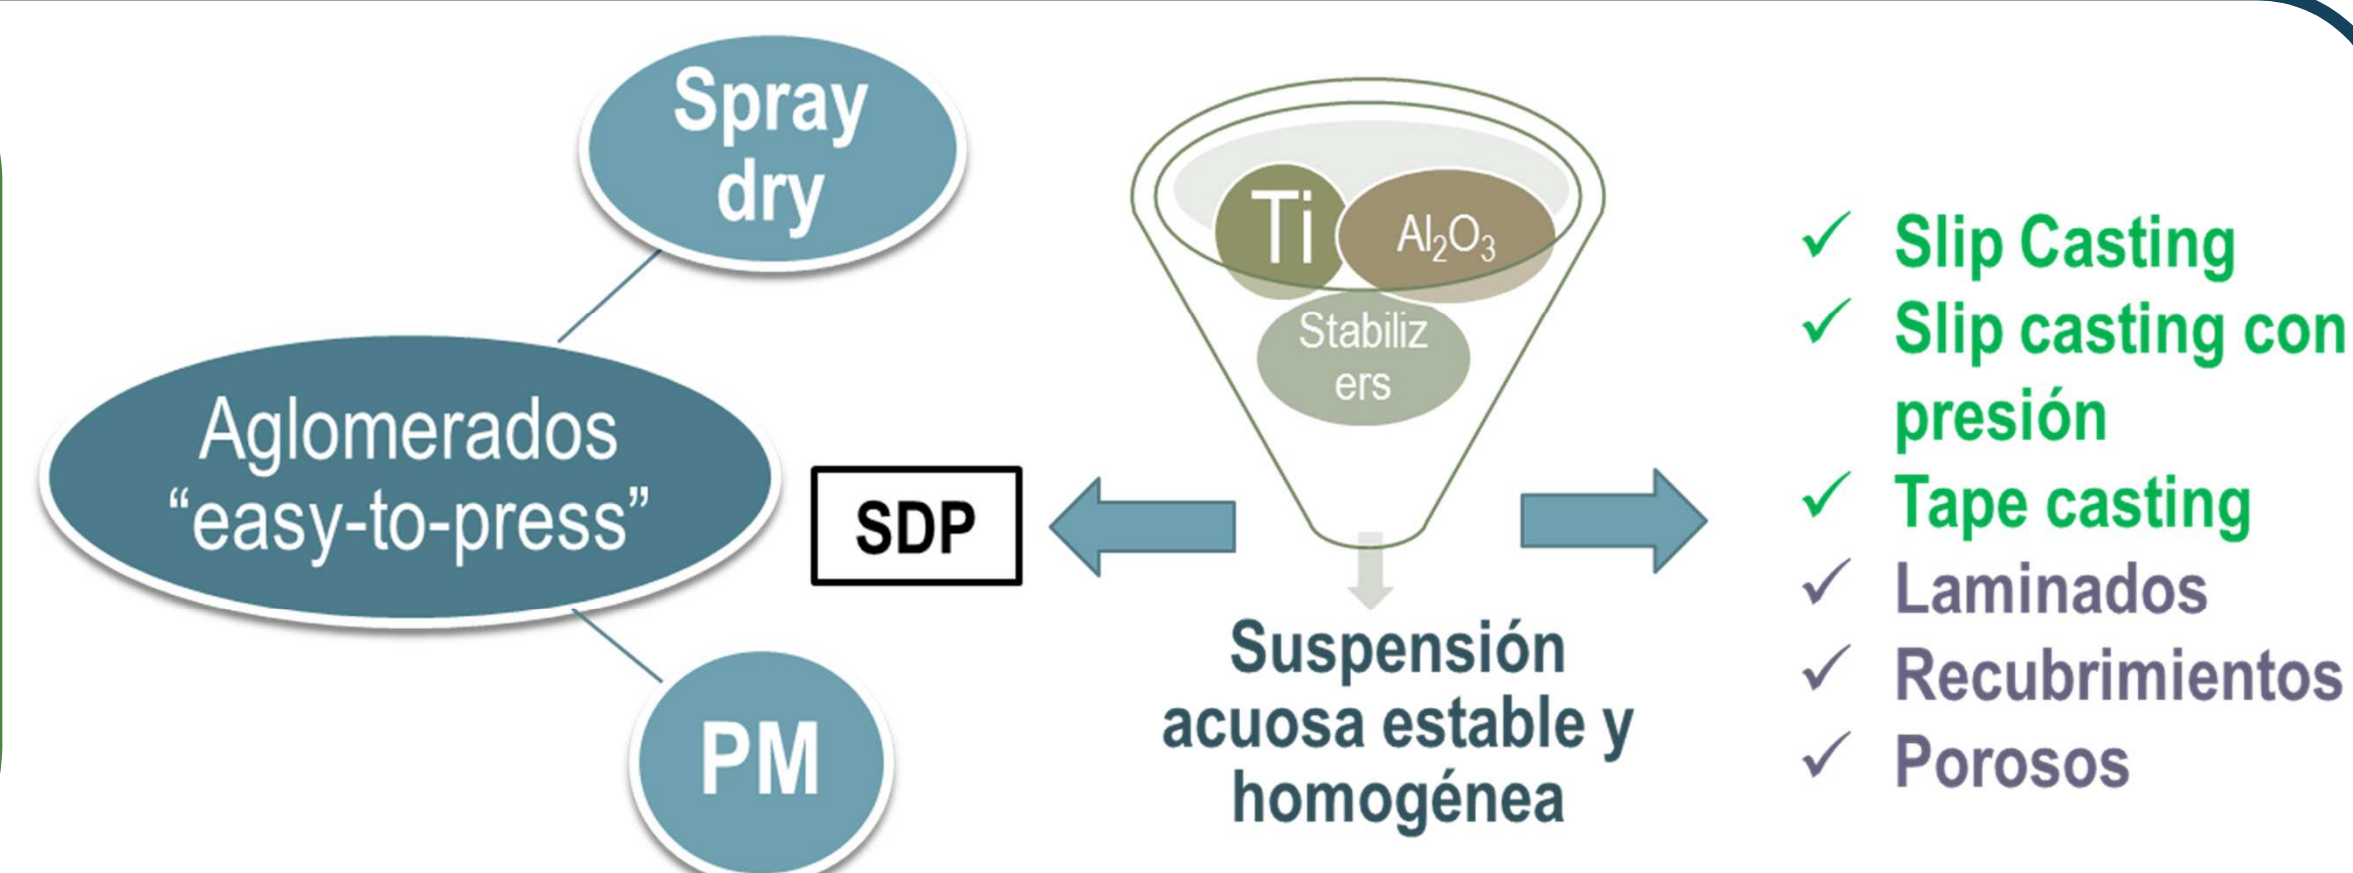 Spray
dry
Aglomerados
“easy-to-press”
PM
SDP
Ti
Al₂O₃
Stabiliz
ers
Suspensión
acuosa estable y
homogénea
✓ Slip Casting
✓ Slip casting con
presión
✓ Tape casting
✓ Laminados
✓ Recubrimientos
✓ Porosos